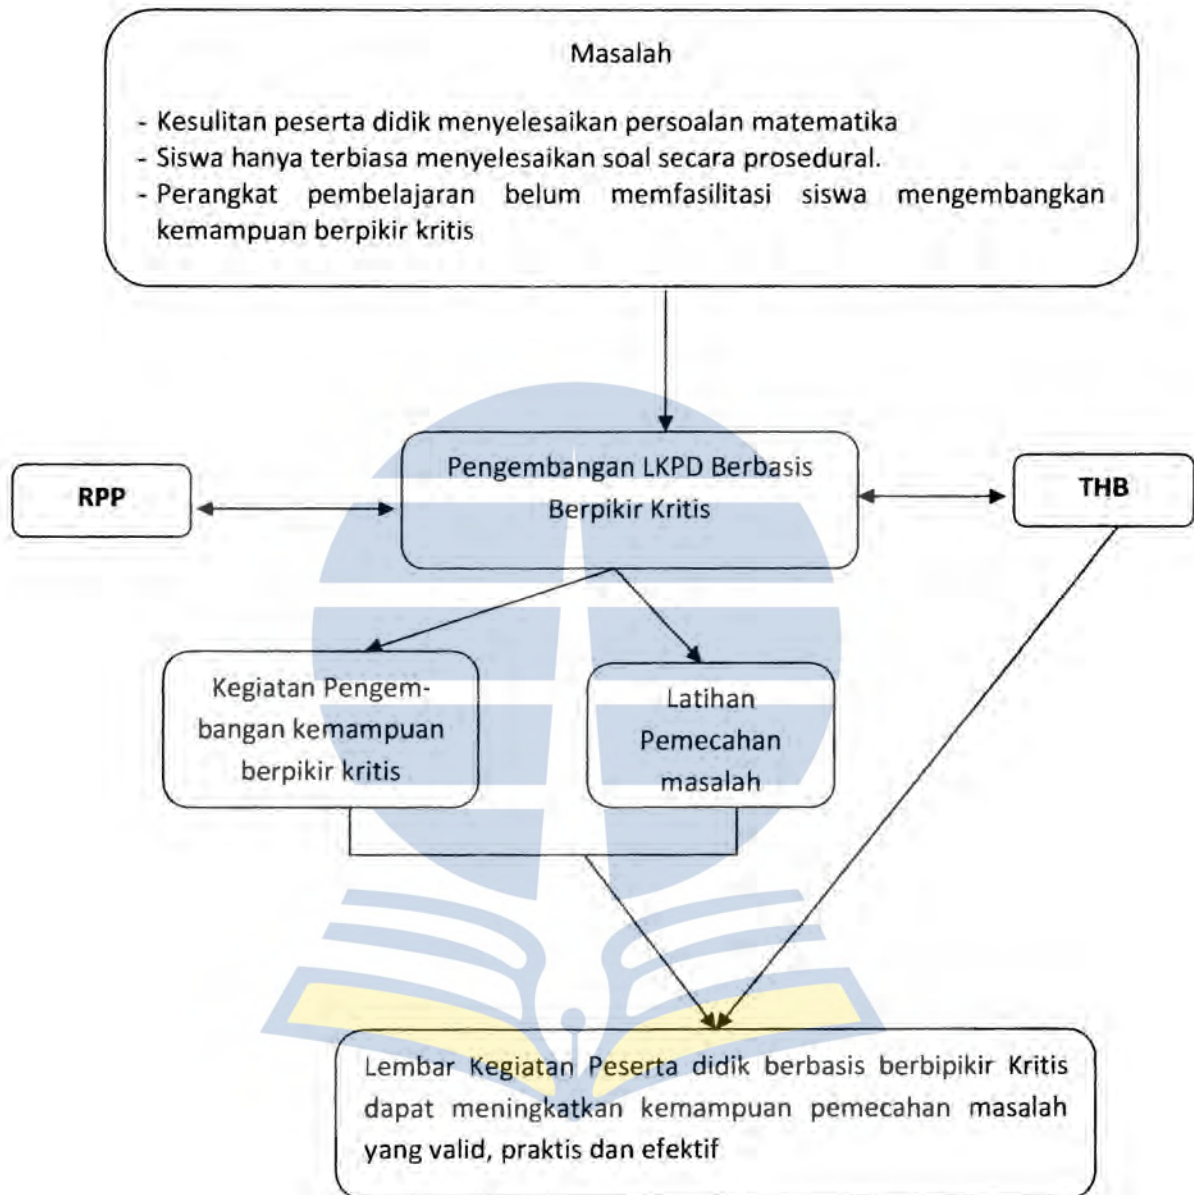 Masalah
- Kesulitan peserta didik menyelesaikan persoalan matematika
- Siswa hanya terbiasa menyelesaikan soal secara prosedural.
- Perangkat pembelajaran belum memfasilitasi siswa mengembangkan
kemampuan berpikir kritis
RPP
Pengembangan LKPD Berbasis
Berpikir Kritis
THB
Kegiatan Pengem-
bangan kemampuan
berpikir kritis
Latihan
Pemecahan
masalah
Lembar Kegiatan Peserta didik berbasis berbipikir Kritis
dapat meningkatkan kemampuan pemecahan masalah
yang valid, praktis dan efektif